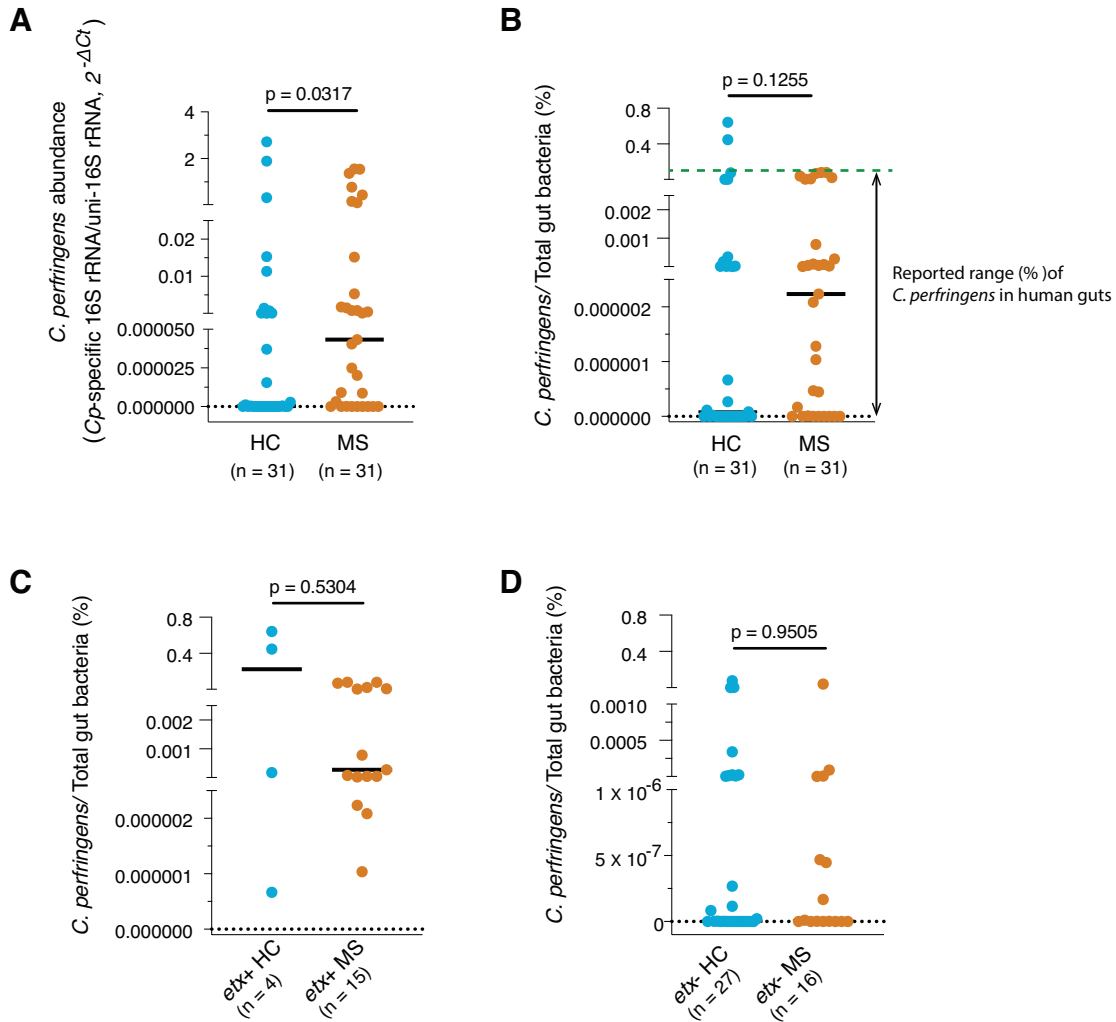 A
C. perfringens abundance
(Cp-specific 16S rRNA/uni-16S rRNA, 2^-ΔCt)
p = 0.0317
4
2
0.02
0.01
0.000050
0.000025
0.000000
HC
MS
(n = 31)
(n = 31)
B
C. perfringens/ Total gut bacteria (%)
p = 0.1255
0.8
0.4
0.002
0.001
0.000002
0.000001
0.000000
HC
MS
(n = 31)
(n = 31)
Reported range (%)of
C. perfringens in human guts
C
C. perfringens/ Total gut bacteria (%)
p = 0.5304
0.8
0.4
0.002
0.001
0.000002
0.000001
0.000000
etx+ HC
(n = 4)
etx+ MS
(n = 15)
D
C. perfringens/ Total gut bacteria (%)
p = 0.9505
0.8
0.4
0.0010
0.0005
1 X 10^-6
5 X 10^-7
0
etx- HC
(n = 27)
etx- MS
(n = 16)